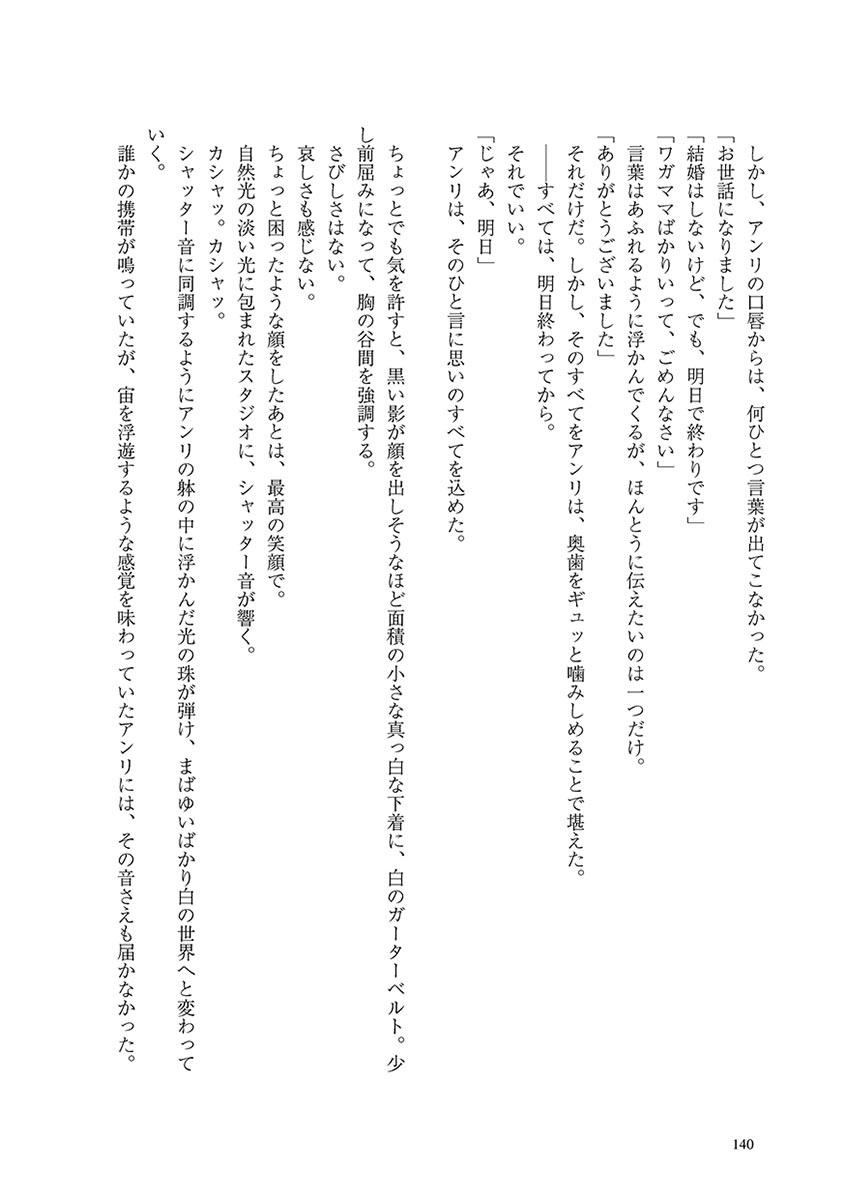 しかし、アンリの口唇からは、何ひとつ言葉が出てこなかった。
「お世話になりました」
「結婚はしないけど、でも、明日で終わりです」
「ワガママばかりいって、ごめんなさい」
言葉はあふれるように浮かんでくるが、ほんとうに伝えたいのは一つだけ。
「ありがとうございました」
それだけだ。しかし、そのすべてをアンリは、奥歯をギュッと噛みしめることで堪えた。
――すべては、明日終わってから。
それでいい。
「じゃあ、明日」
アンリは、そのひと言に思いのすべてを込めた。
ちょっとでも気を許すと、黒い影が顔を出しそうなほど面積の小さな真っ白な下着に、白のガーターベルト。少
し前屈みになって、胸の谷間を強調する。
さびしさはない。
哀しさも感じない。
ちょっと困ったような顔をしたあとは、最高の笑顔で。
自然光の淡い光に包まれたスタジオに、シャッター音が響く。
カシャッ。カシャッ。
シャッター音に同調するようにアンリの躰の中に浮かんだ光の珠が弾け、まばゆいばかり白の世界へと変わって
いく。
誰かの携帯が鳴っていたが、宙を浮遊するような感覚を味わっていたアンリには、その音さえも届かなかった。
140